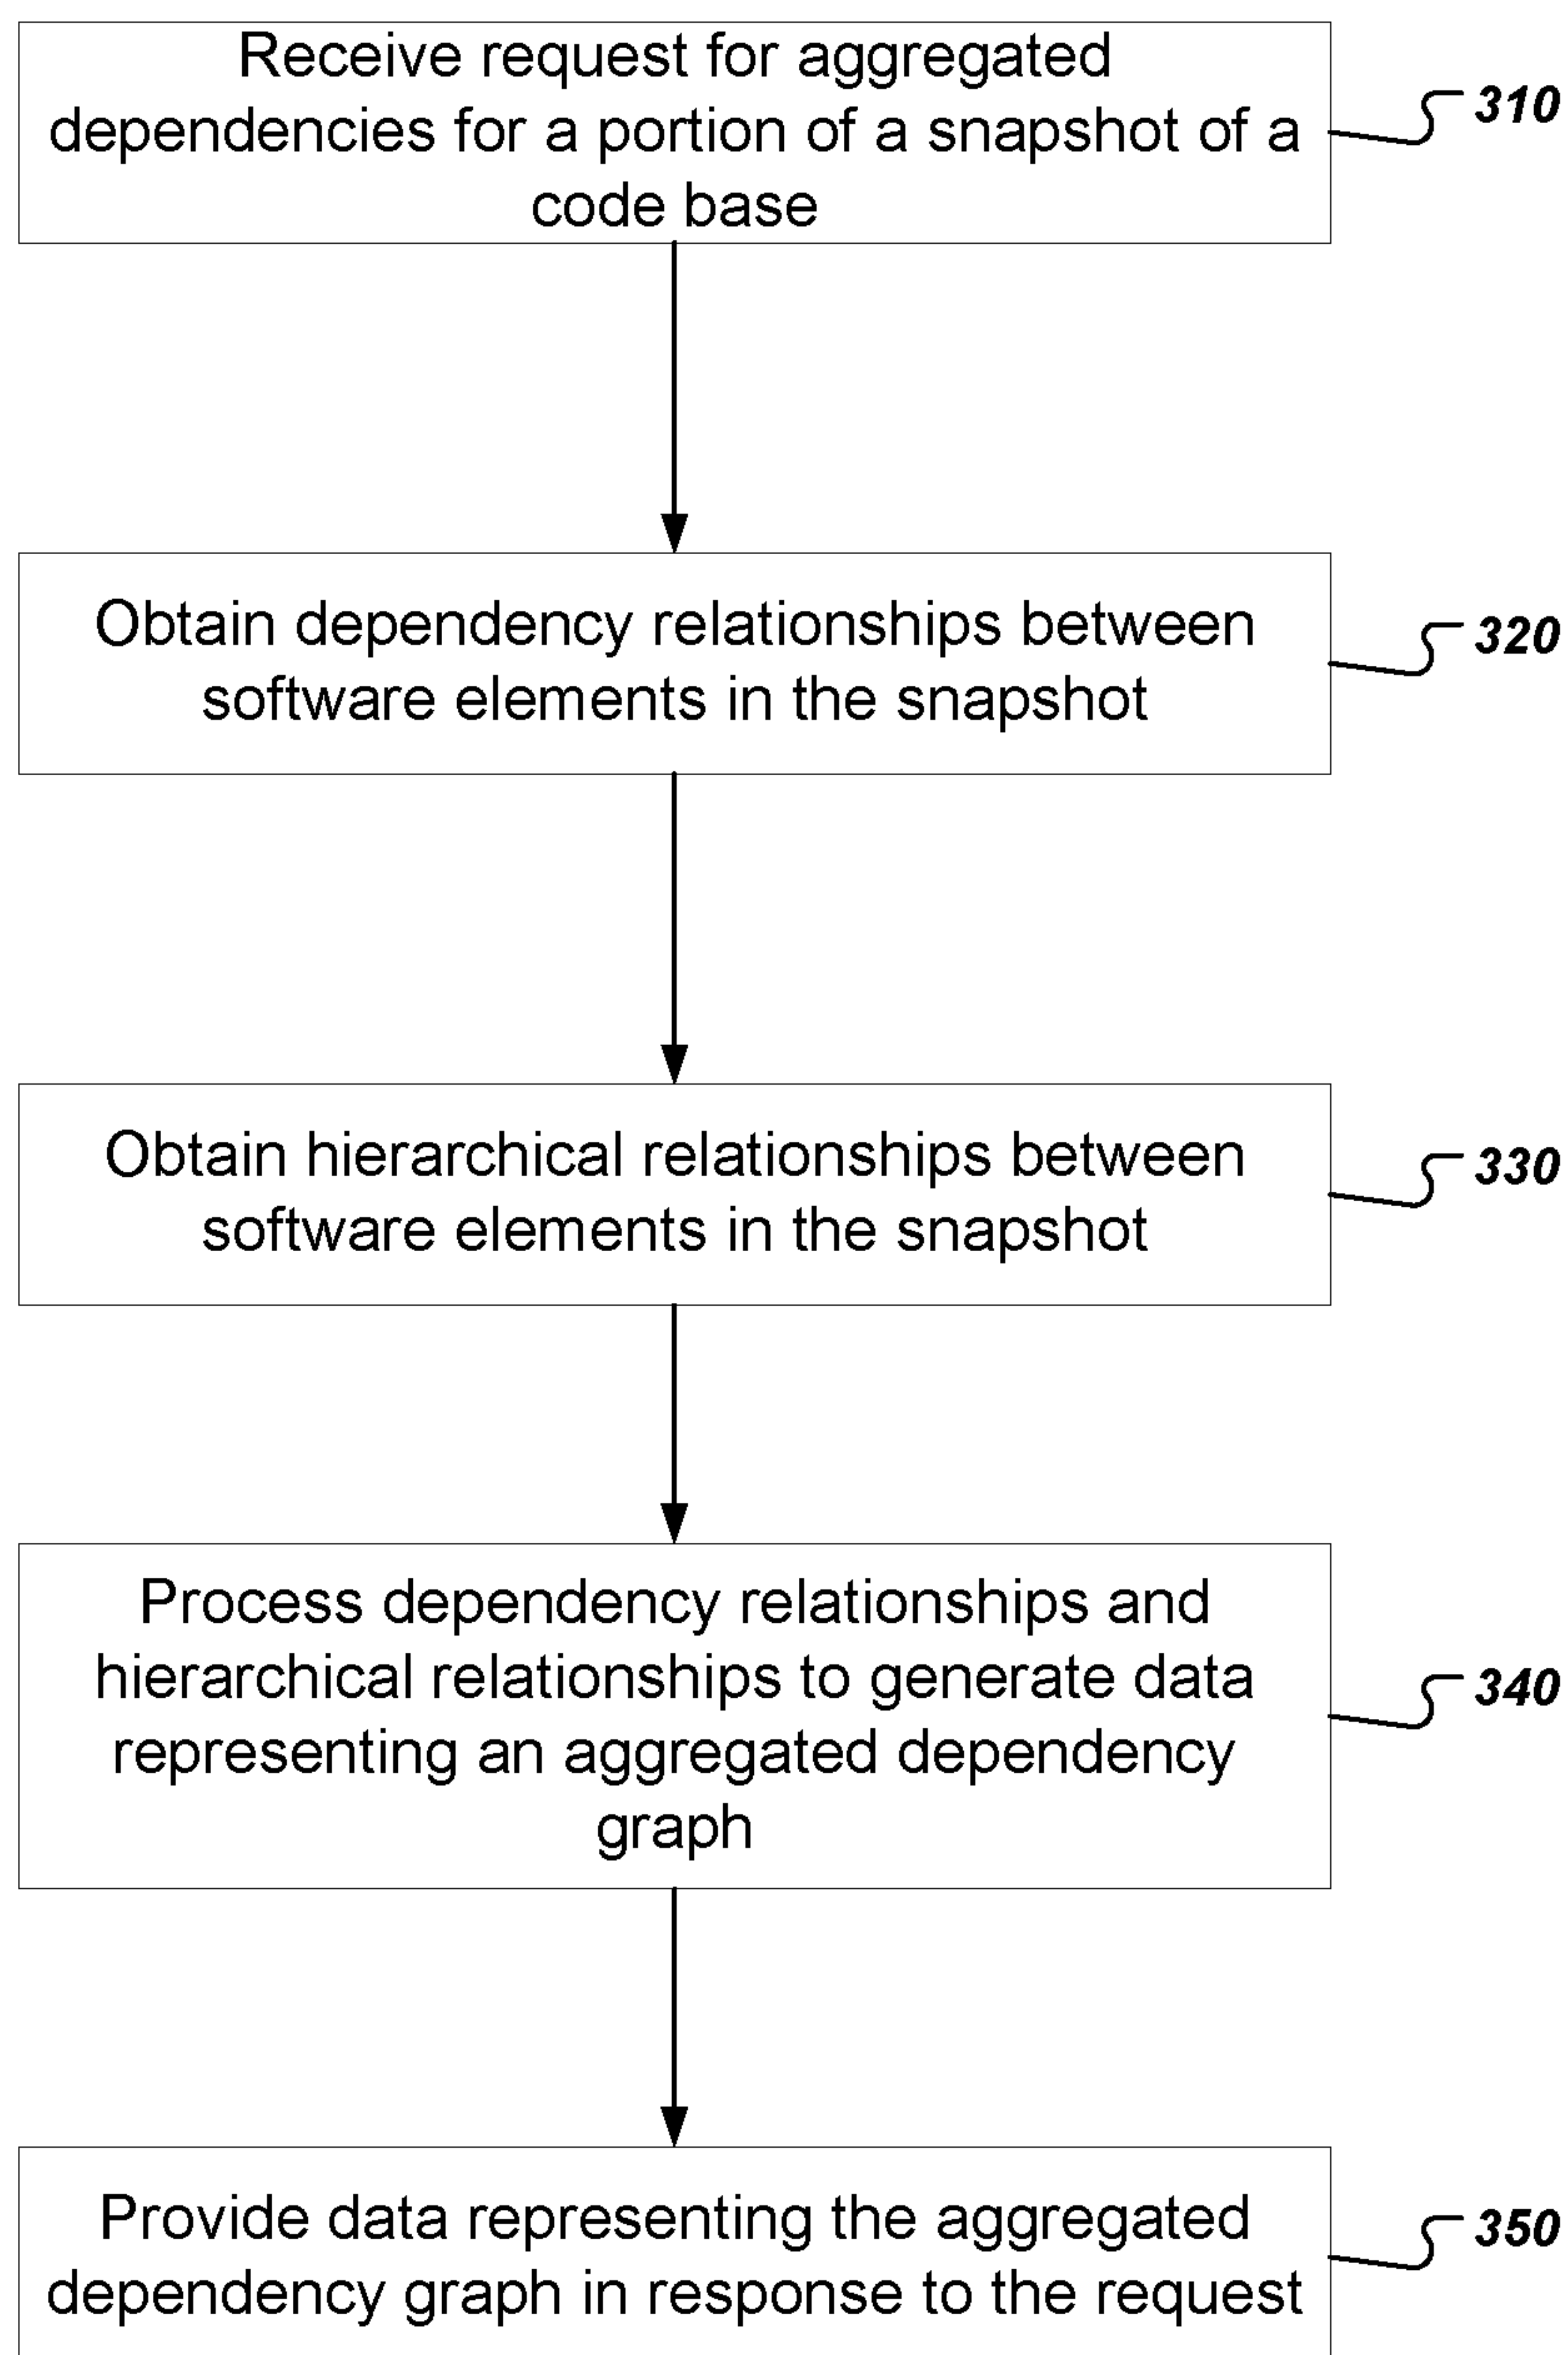 Receive request for aggregated
dependencies for a portion of a snapshot of a
code base
310
Obtain dependency relationships between
software elements in the snapshot
320
Obtain hierarchical relationships between
software elements in the snapshot
330
Process dependency relationships and
hierarchical relationships to generate data
representing an aggregated dependency
graph
340
Provide data representing the aggregated
dependency graph in response to the request
350